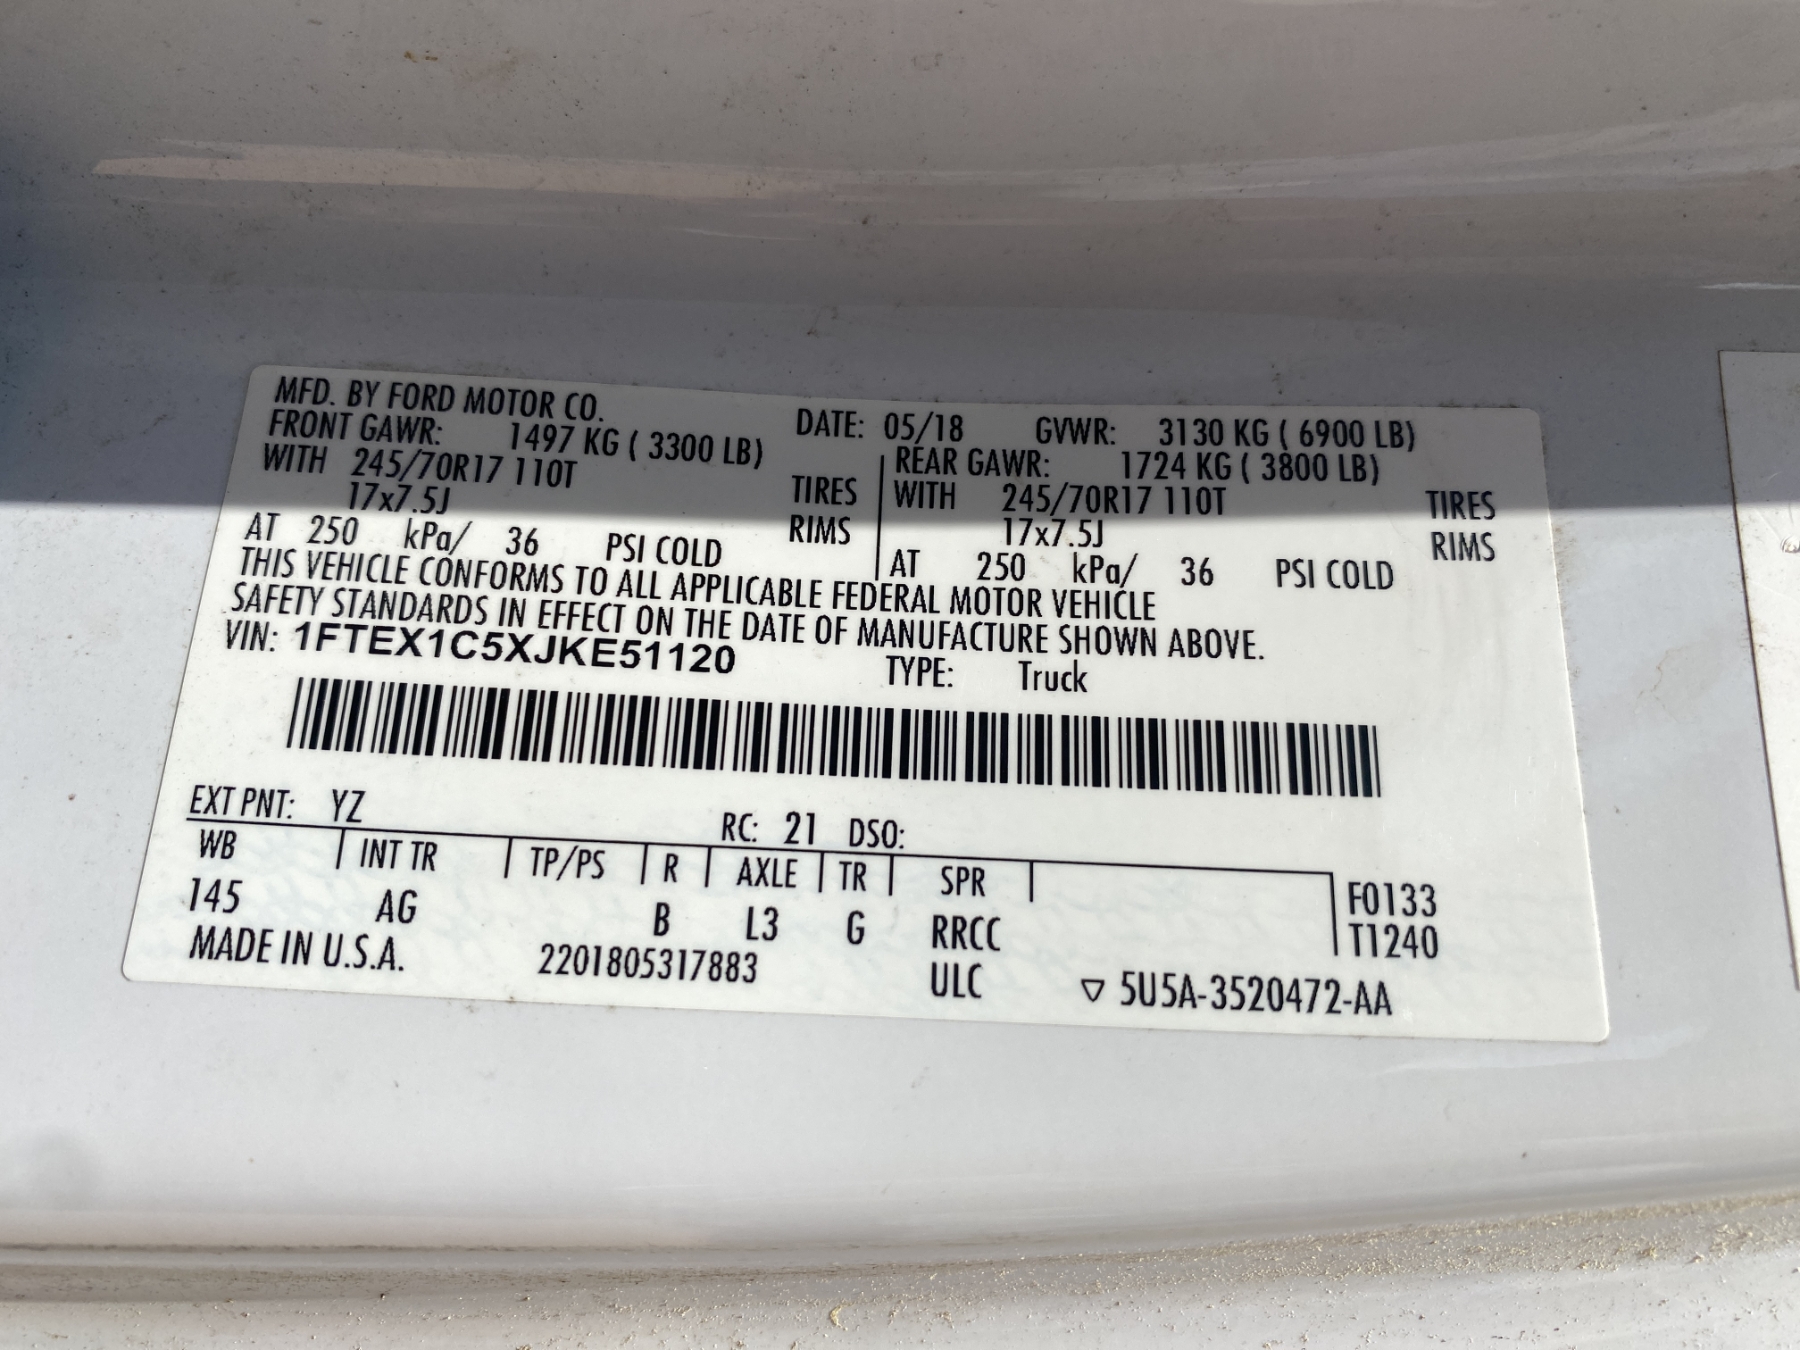 MFD. BY FORD MOTOR CO. DATE: 05/18 GVWR: 3130 KG ( 6900 LB)
FRONT GAWR: 1497 KG ( 3300 LB) REAR GAWR: 1724 KG ( 3800 LB)
WITH 245/70R17 110T TIRES WITH 245/70R17 110T TIRES
17x7.5J RIMS 17x7.5J RIMS
AT 250 kPa/ 36 PSI COLD AT 250 kPa/ 36 PSI COLD
THIS VEHICLE CONFORMS TO ALL APPLICABLE FEDERAL MOTOR VEHICLE
SAFETY STANDARDS IN EFFECT ON THE DATE OF MANUFACTURE SHOWN ABOVE.
VIN: 1FTEX1C5XJKE51120 TYPE: Truck
EXT PNT: YZ RC: 21 DSO:
WB INT TR TP/PS R AXLE TR SPR F0133
145 AG B L3 G RRCC T1240
MADE IN U.S.A. 2201805317883 ULC ▽ 5U5A-3520472-AA